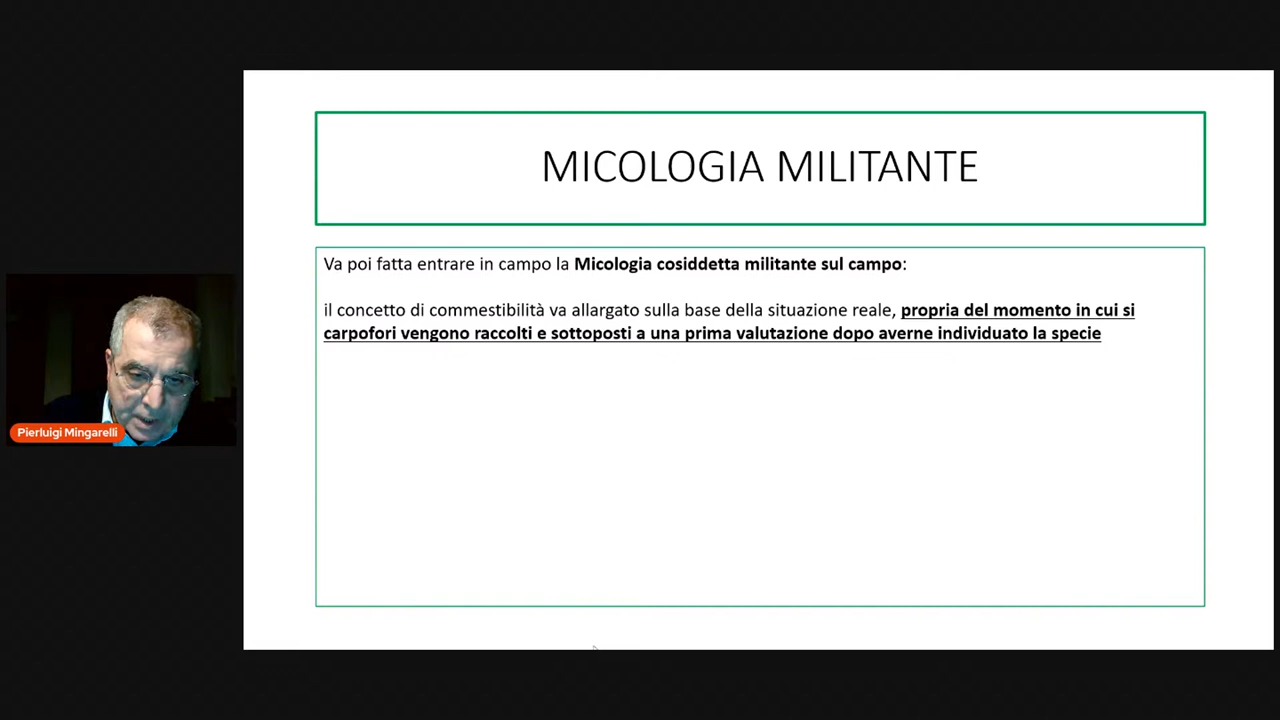 MICOLOGIA MILITANTE
Va poi fatta entrare in campo la Micologia cosiddetta militante sul campo:
il concetto di commestibilità va allargato sulla base della situazione reale, propria del momento in cui si
carpofori vengono raccolti e sottoposti a una prima valutazione dopo averne individuato la specie
Pierluigi Mingarelli